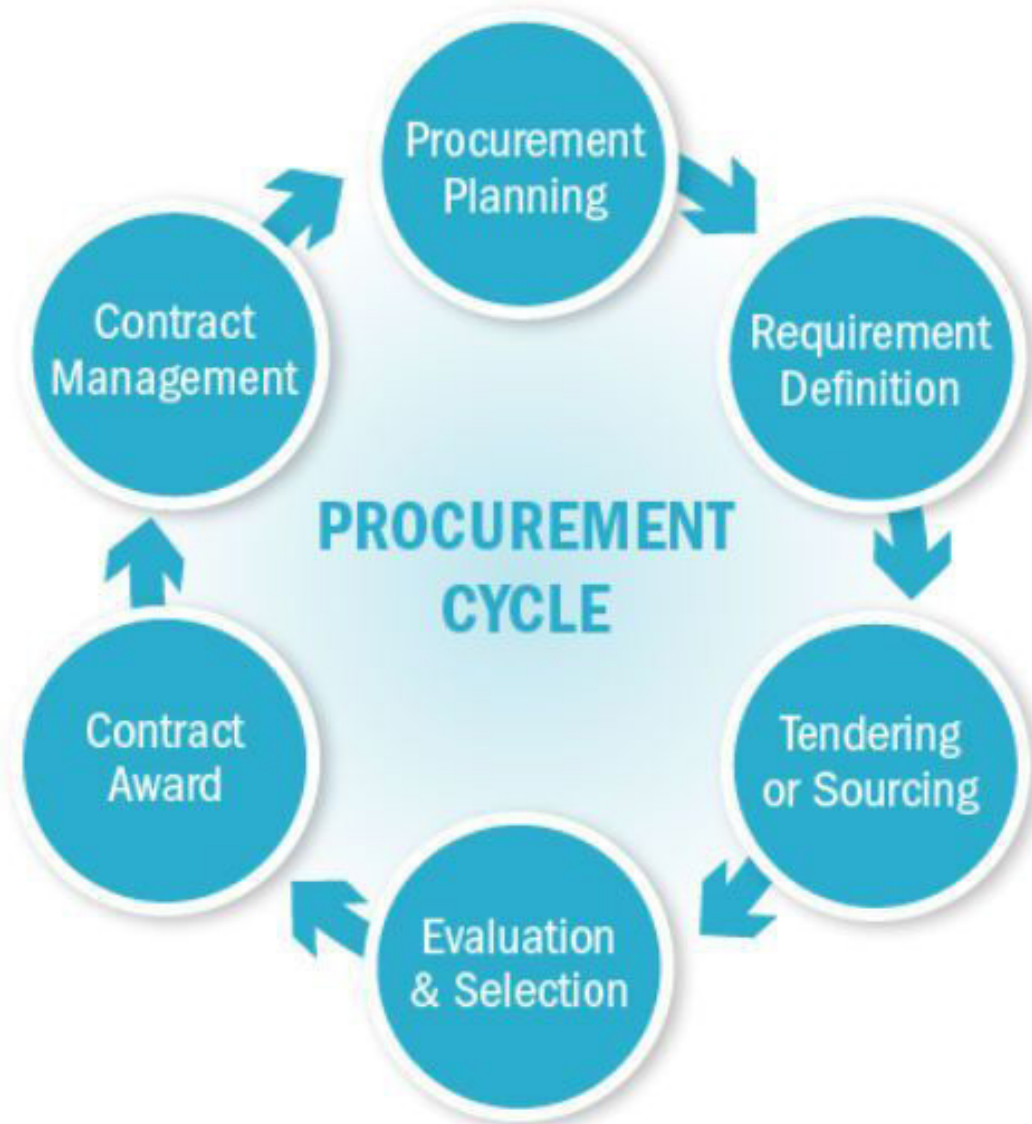 Procurement
Planning
Requirement
Definition
Tendering
or Sourcing
Evaluation
& Selection
Contract
Award
Contract
Management
PROCUREMENT
CYCLE